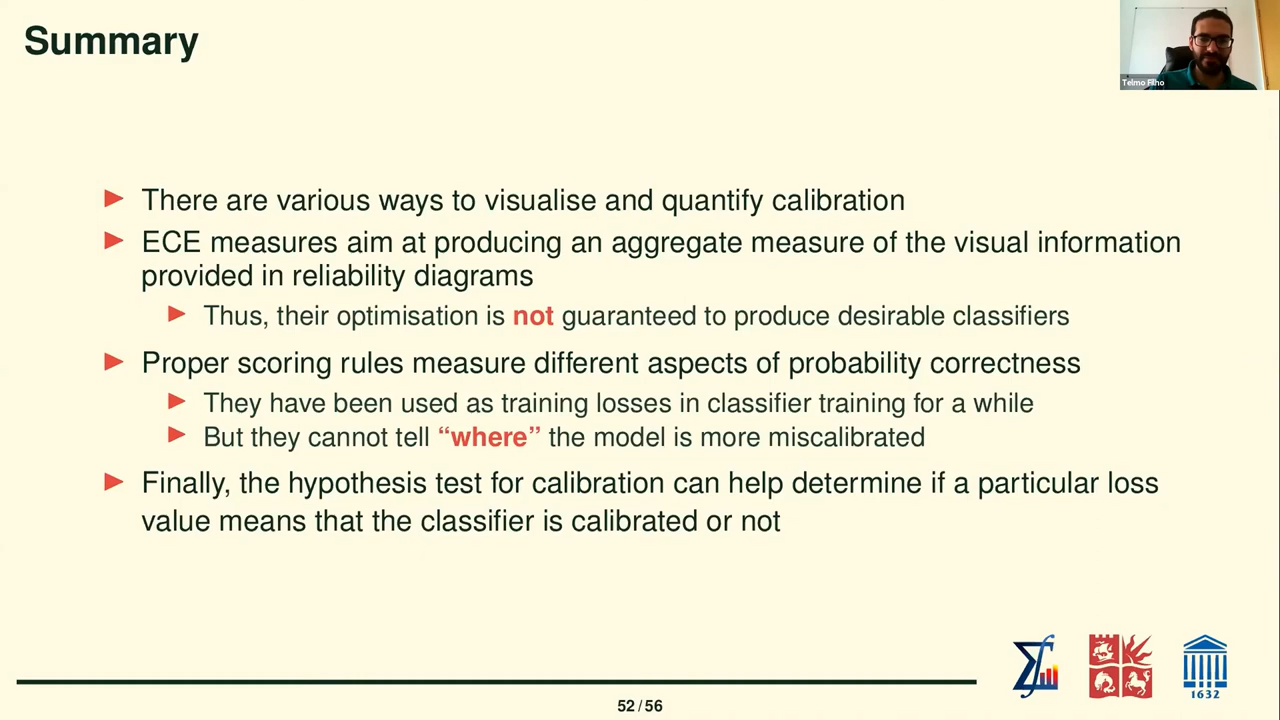 Summary
Telmo Filho
There are various ways to visualise and quantify calibration
ECE measures aim at producing an aggregate measure of the visual information
provided in reliability diagrams
Thus, their optimisation is not guaranteed to produce desirable classifiers
Proper scoring rules measure different aspects of probability correctness
They have been used as training losses in classifier training for a while
But they cannot tell “where” the model is more miscalibrated
Finally, the hypothesis test for calibration can help determine if a particular loss
value means that the classifier is calibrated or not
1632
52 / 56